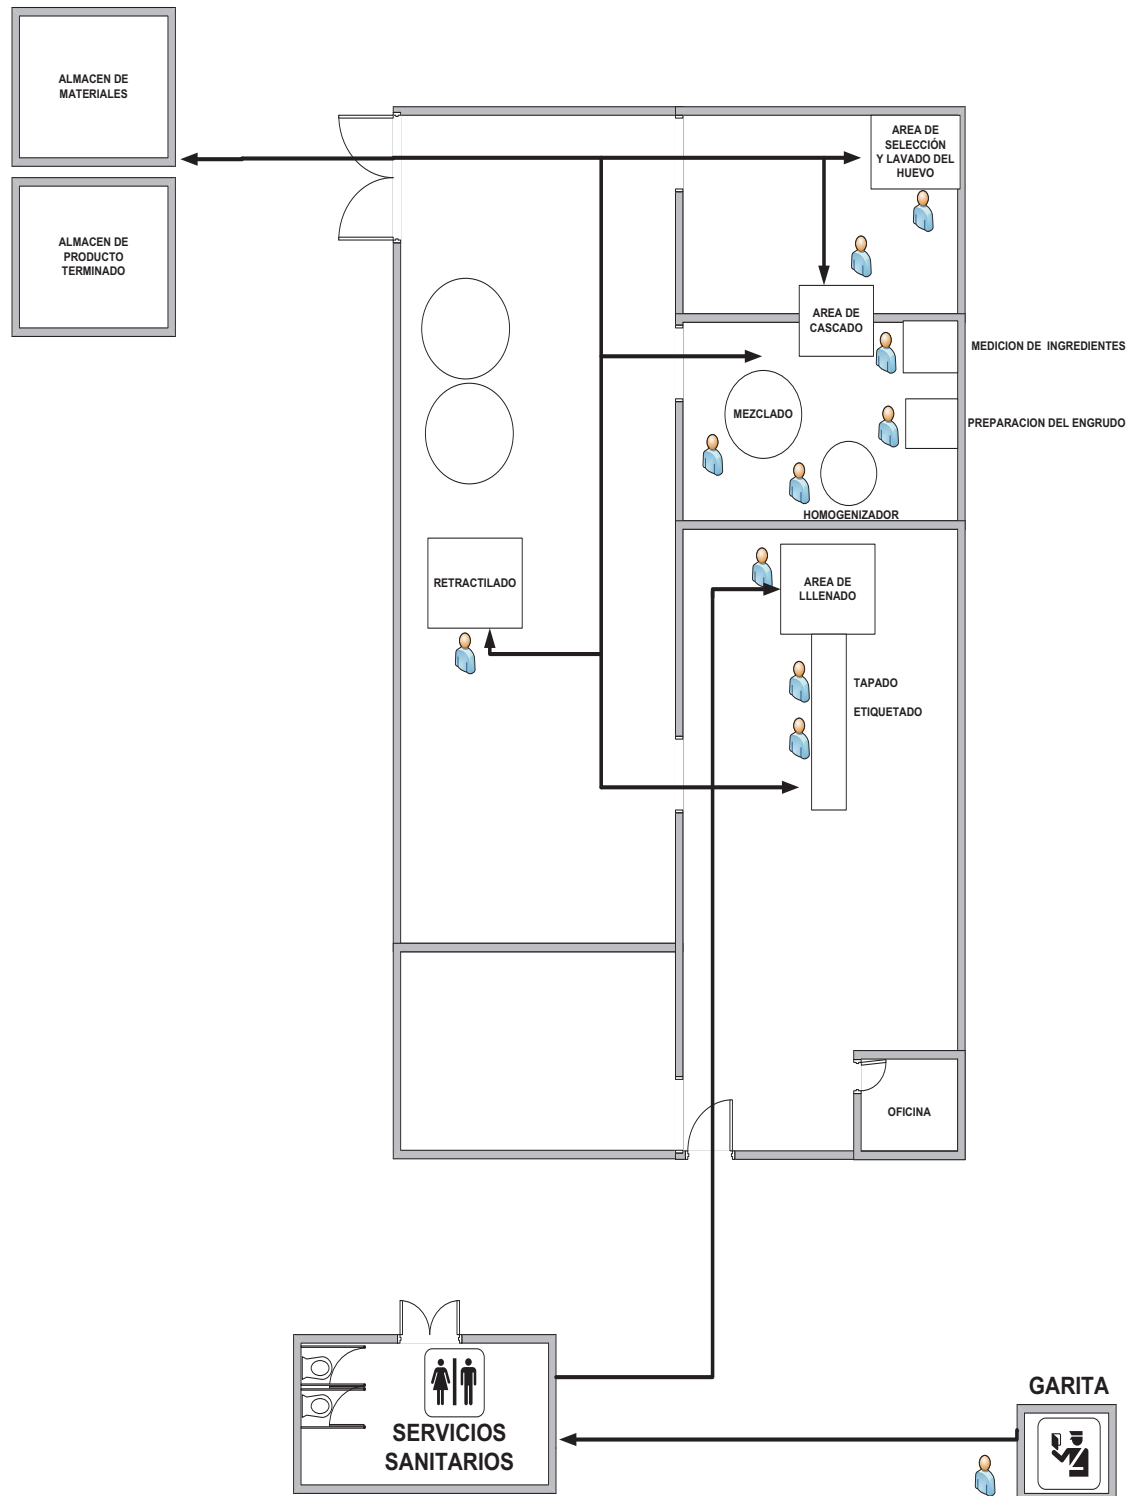 ALMACEN DE
MATERIALES
ALMACEN DE
PRODUCTO
TERMINADO
AREA DE
SELECCIÓN
Y LAVADO DEL
HUEVO
AREA DE
CASCADO
MEDICION DE INGREDIENTES
MEZCLADO
PREPARACION DEL ENGRUDO
HOMOGENIZADOR
RETRACTILADO
AREA DE
LLLENADO
TAPADO
ETIQUETADO
OFICINA
SERVICIOS
SANITARIOS
GARITA